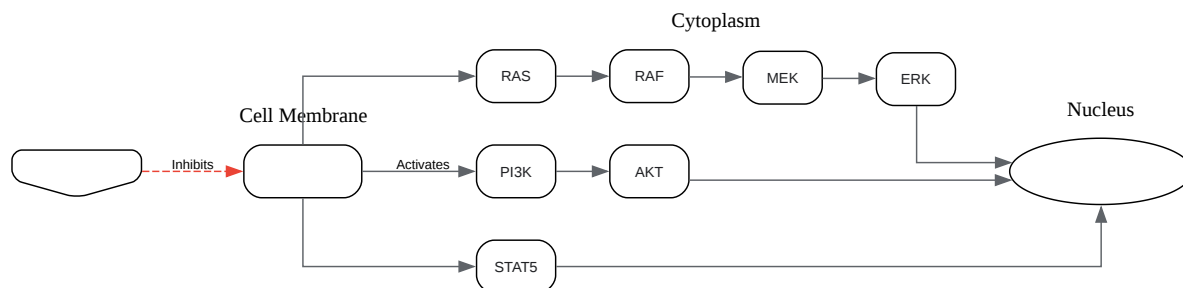 Cytoplasm
RAS
RAF
MEK
ERK
Cell Membrane
Nucleus
Inhibits
Activates
PI3K
AKT
STAT5